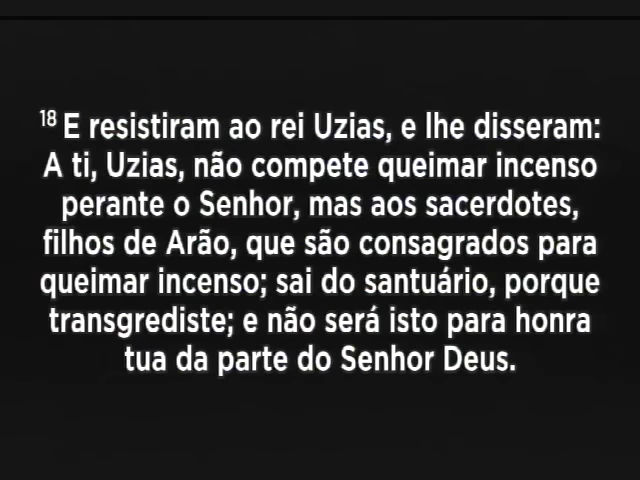 18 E resistiram ao rei Uzias, e lhe disseram:
A ti, Uzias, não compete queimar incenso
perante o Senhor, mas aos sacerdotes,
filhos de Arão, que são consagrados para
queimar incenso; sai do santuário, porque
transgrediste; e não será isto para honra
tua da parte do Senhor Deus.